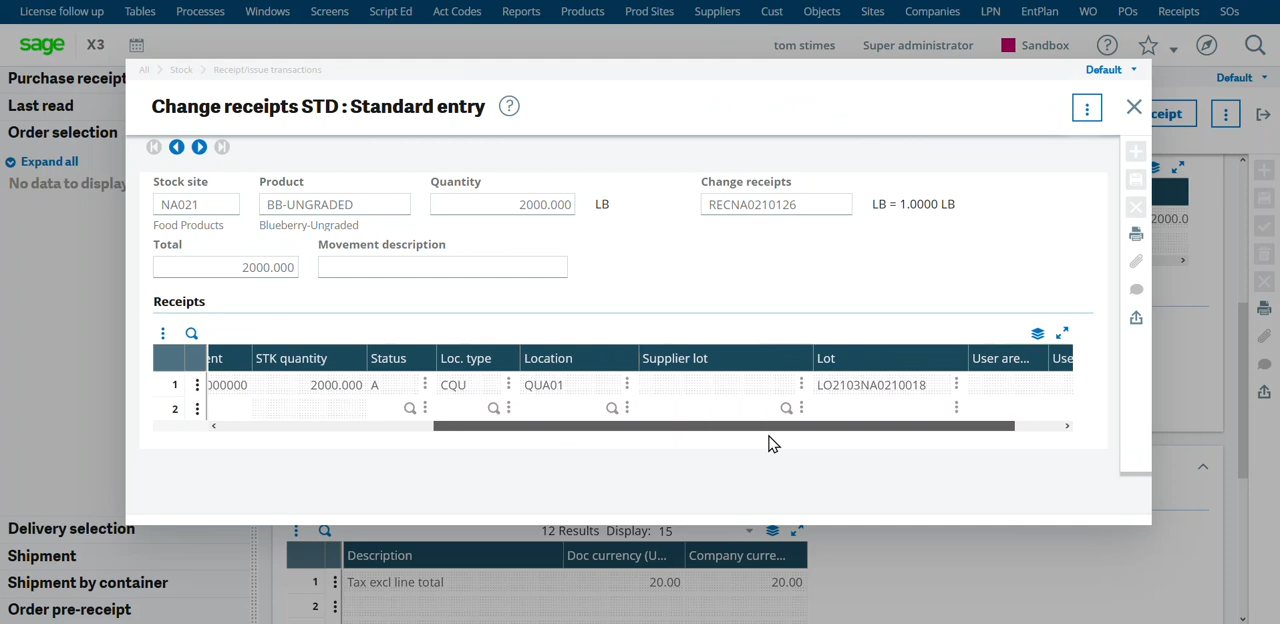 License follow up Tables Processes Windows Screens Script Ed Act Codes Reports Products Prod Sites Suppliers Cust Objects Sites Companies LPN EntPlan WO POs Receipts SOs
sage X3 tom stimes Super administrator Sandbox
All Stock Receipt/issue transactions Default
Purchase receipt Default
Last read
Change receipts STD : Standard entry
ceipt
Order selection
Expand all
No data to display
Stock site Product Quantity Change receipts
NA021 BB-UNGRADED 2000.000 LB RECNA0210126 LB = 1.0000 LB
2000.0
Food Products Blueberry-Ungraded
Total Movement description
2000.000
Receipts
ent STK quantity Status Loc. type Location Supplier lot Lot User are... Use
1 000000 2000.000 A CQU QUA01 LO2103NA0210018
2
Delivery selection
12 Results Display: 15
Shipment
Description Doc currency (U... Company curre...
Shipment by container
1 Tax excl line total 20.00 20.00
2
Order pre-receipt